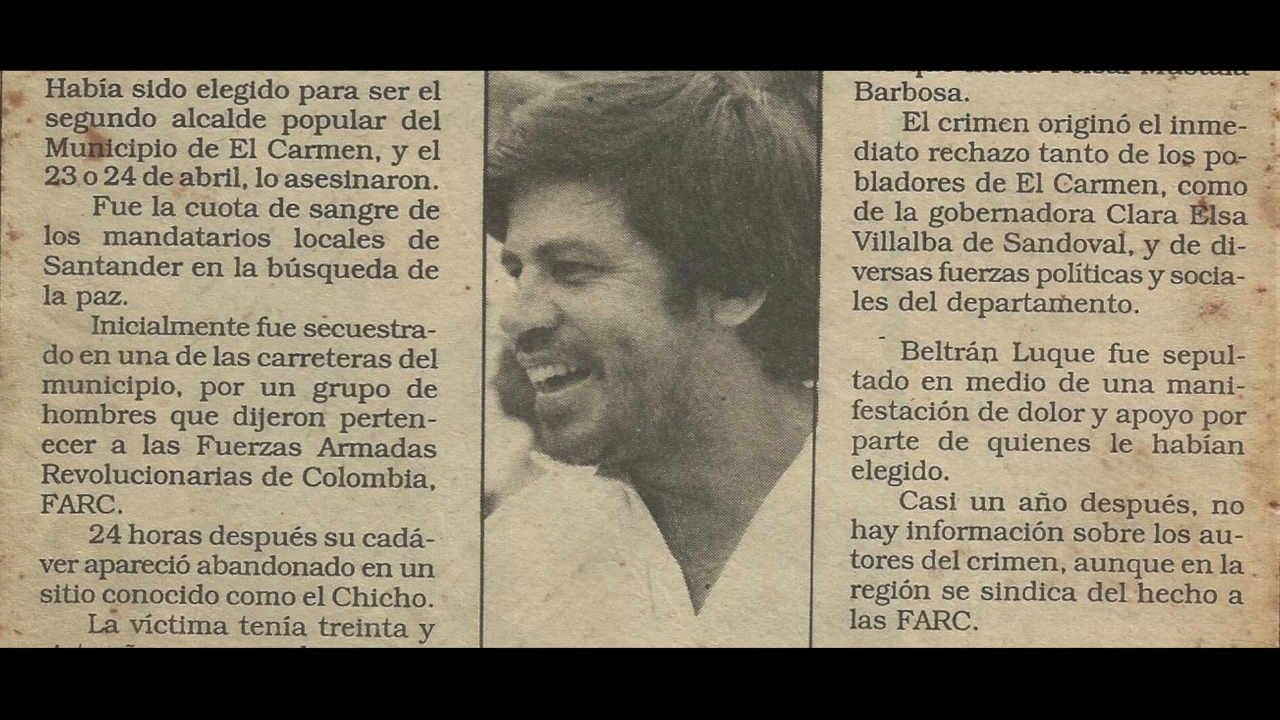 Había sido elegido para ser el
segundo alcalde popular del
Municipio de El Carmen, y el
23 o 24 de abril, lo asesinaron.
Fue la cuota de sangre de
los mandatarios locales de
Santander en la búsqueda de
la paz.
Inicialmente fue secuestra-
do en una de las carreteras del
municipio, por un grupo de
hombres que dijeron perten-
ecer a las Fuerzas Armadas
Revolucionarias de Colombia,
FARC.
24 horas después su cadá-
ver apareció abandonado en un
sitio conocido como el Chicho.
La víctima tenía treinta y
Barbosa.
El crimen originó el inme-
diato rechazo tanto de los po-
bladores de El Carmen, como
de la gobernadora Clara Elsa
Villalba de Sandoval, y de di-
versas fuerzas políticas y socia-
les del departamento.
Beltrán Luque fue sepul-
tado en medio de una mani-
festación de dolor y apoyo por
parte de quienes le habían
elegido.
Casi un año después, no
hay información sobre los au-
tores del crimen, aunque en la
región se sindica del hecho a
las FARC.